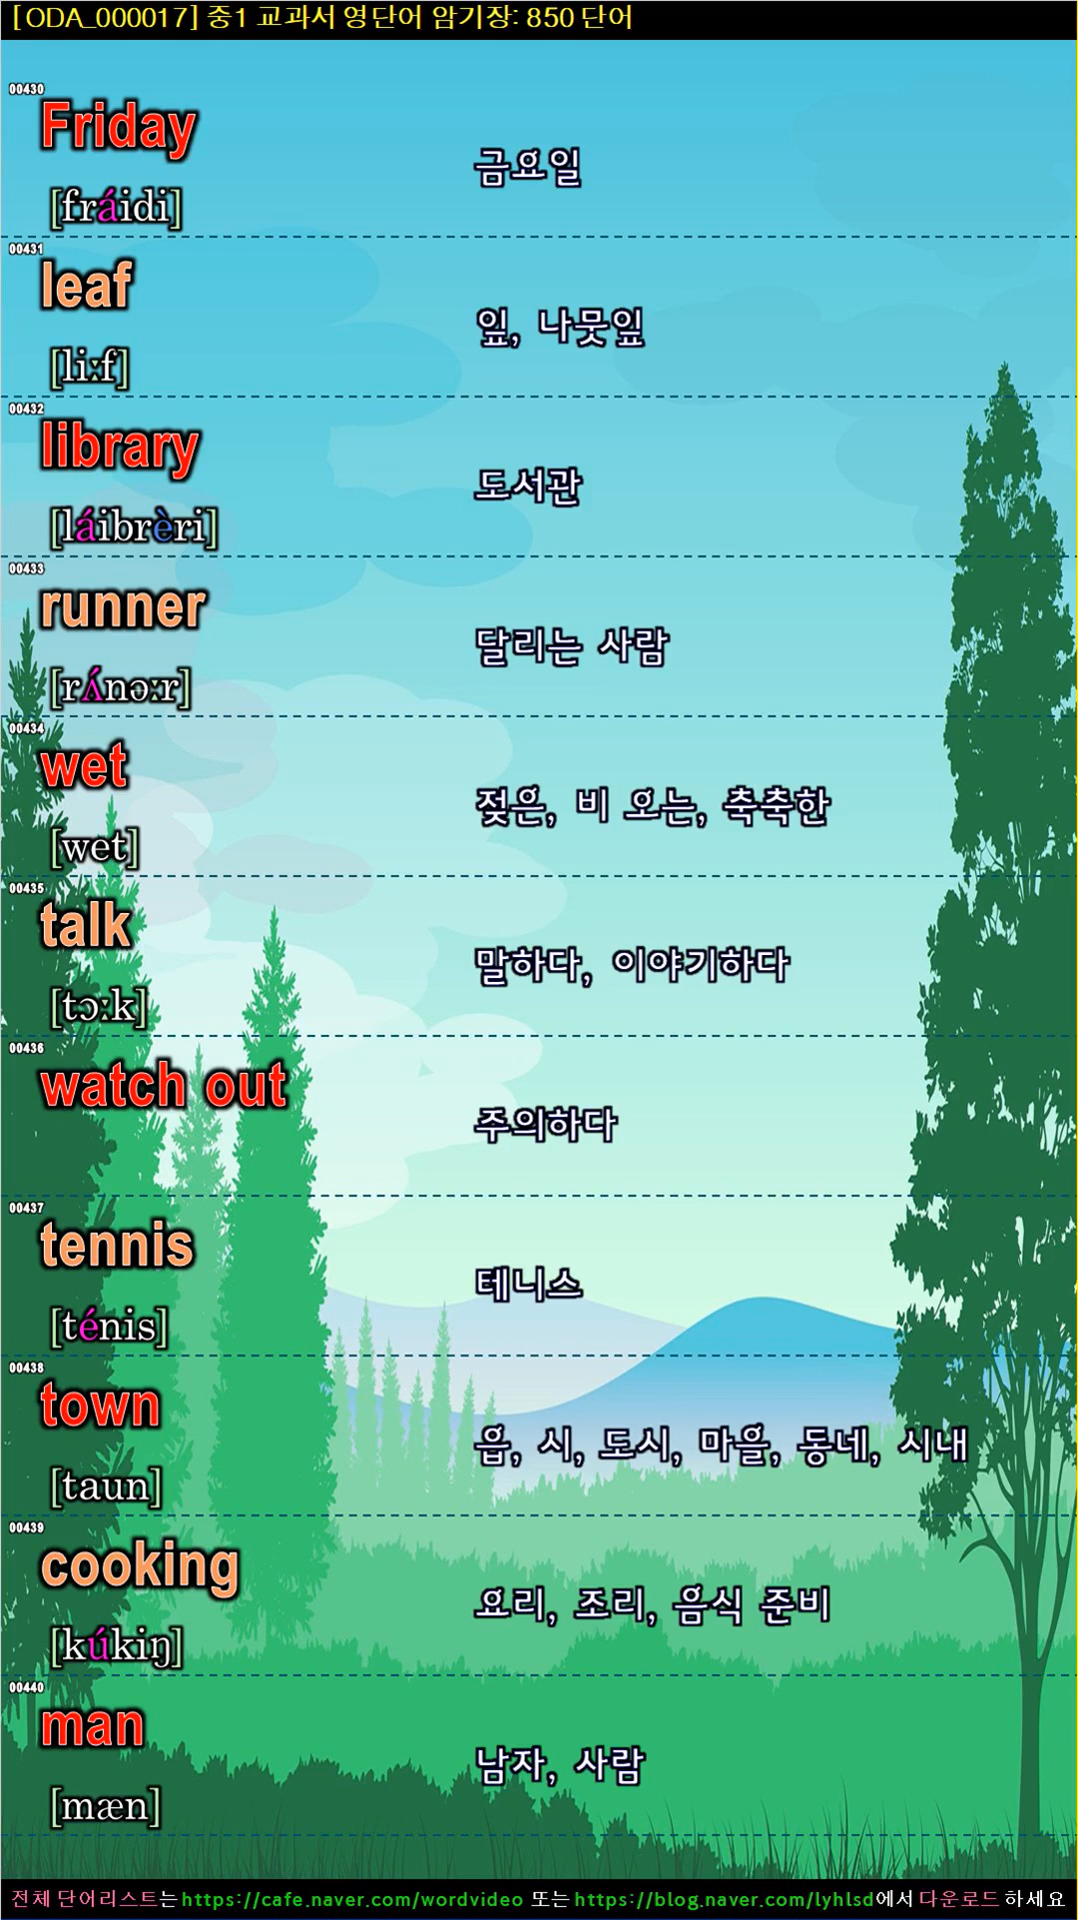 [ODA_000017] 중1 교과서 영단어 암기장: 850 단어
00430
Friday
금요일
[fráidi]
00431
leaf
잎, 나뭇잎
[liːf]
00432
library
도서관
[láibrèri]
00433
runner
달리는 사람
[rʌ́nəːr]
00434
wet
젖은, 비 오는, 축축한
[wet]
00435
talk
말하다, 이야기하다
[tɔːk]
00436
watch out
주의하다
00437
tennis
테니스
[ténis]
00438
town
읍, 시, 도시, 마을, 동네, 시내
[taun]
00439
cooking
요리, 조리, 음식 준비
[kúkiŋ]
00440
man
남자, 사람
[mæn]
전체 단어리스트는 https://cafe.naver.com/wordvideo 또는 https://blog.naver.com/lyhlsd에서 다운로드 하세요